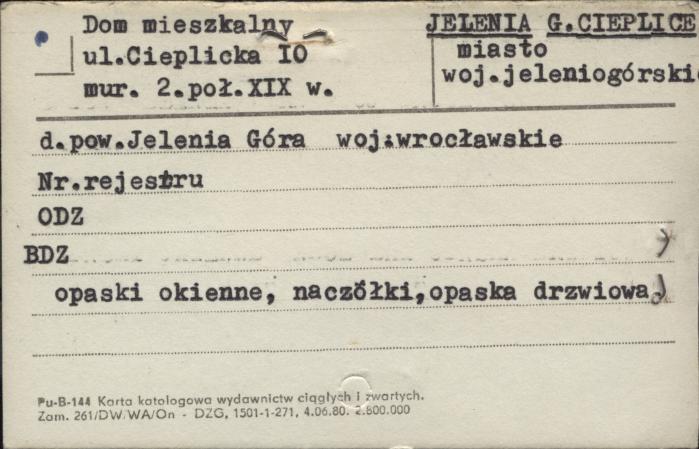 Dom mieszkalny
ul.Cieplicka IO
mur. 2.poł.XIX w.
JELENIA G.CIEPLICE
miasto
woj.jeleniogórskie
d.pow.Jelenia Góra woj.wrocławskie
Nr.rejestru
ODZ
BDZ
opaski okienne, naczółki,opaska drzwiowa.
Pu-B-144 Karta katologowa wydawnictw ciągłych i zwartych.
Zam. 261/DW/WA/On - DZG, 1501-1-271, 4.06.80. 2.800.000